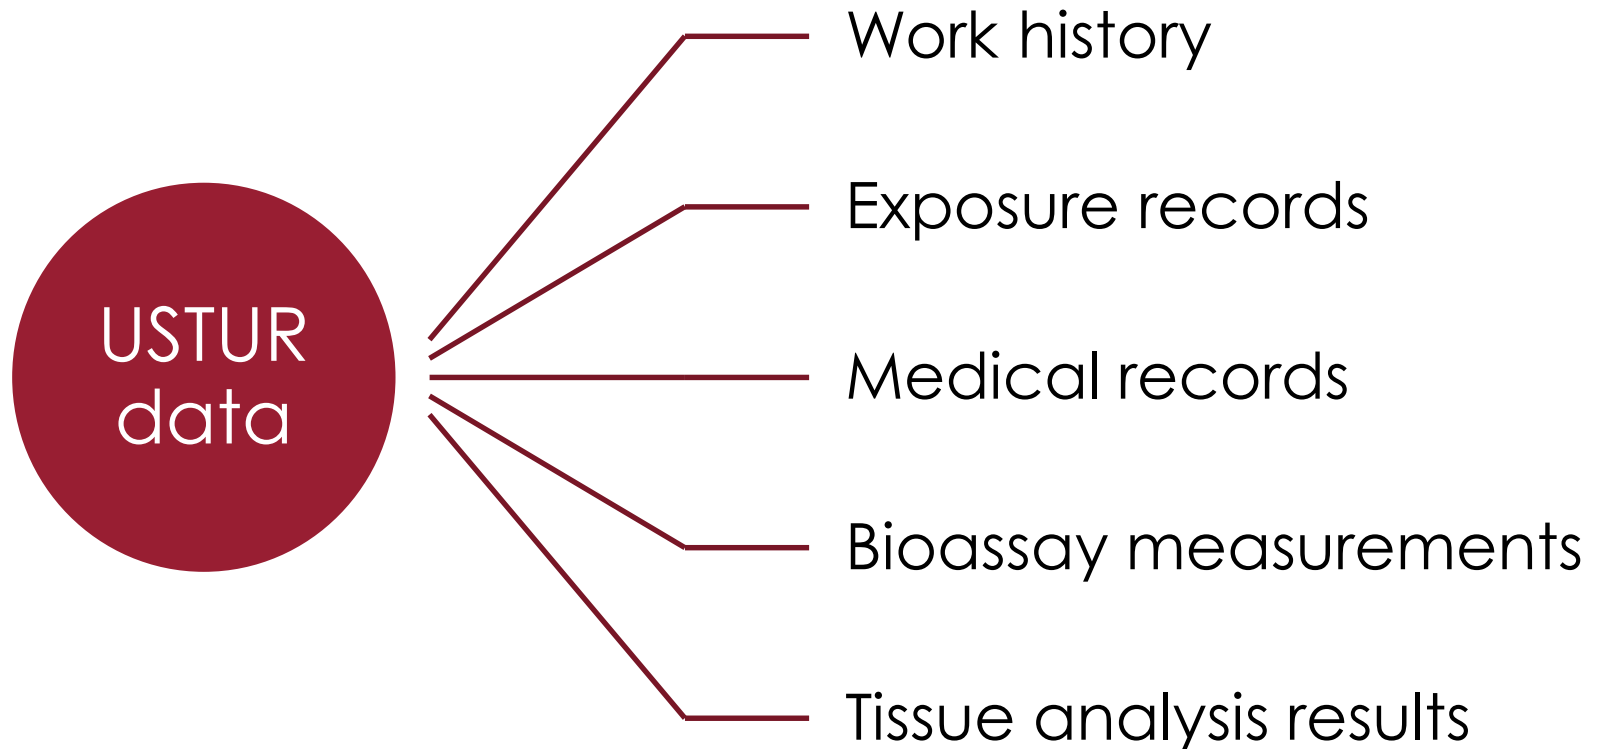 USTUR
data
Work history
Exposure records
Medical records
Bioassay measurements
Tissue analysis results